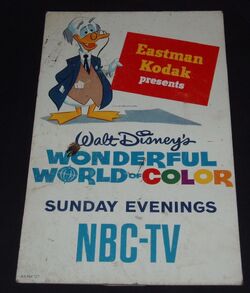 Eastman
Kodak
presents
Walt Disney's
WONDERFUL
WORLD OF COLOR
SUNDAY EVENINGS
NBC-TV